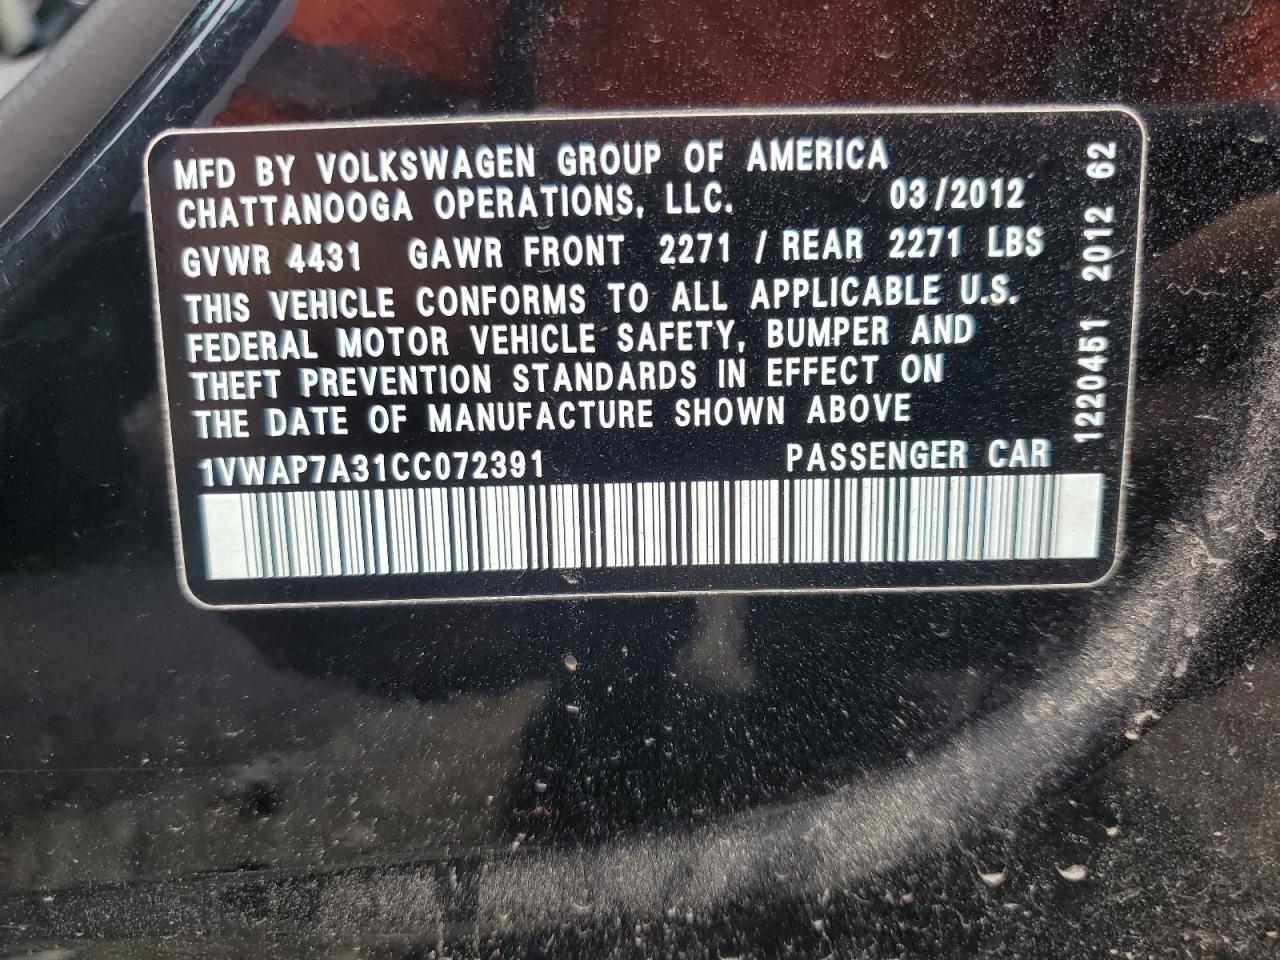 MFD BY VOLKSWAGEN GROUP OF AMERICA
CHATTANOOGA OPERATIONS, LLC. 03/2012
GVWR 4431 GAWR FRONT 2271 / REAR 2271 LBS
THIS VEHICLE CONFORMS TO ALL APPLICABLE U.S.
FEDERAL MOTOR VEHICLE SAFETY, BUMPER AND
THEFT PREVENTION STANDARDS IN EFFECT ON
THE DATE OF MANUFACTURE SHOWN ABOVE
1VWAP7A31CC072391 PASSENGER CAR
1220451 2012 62